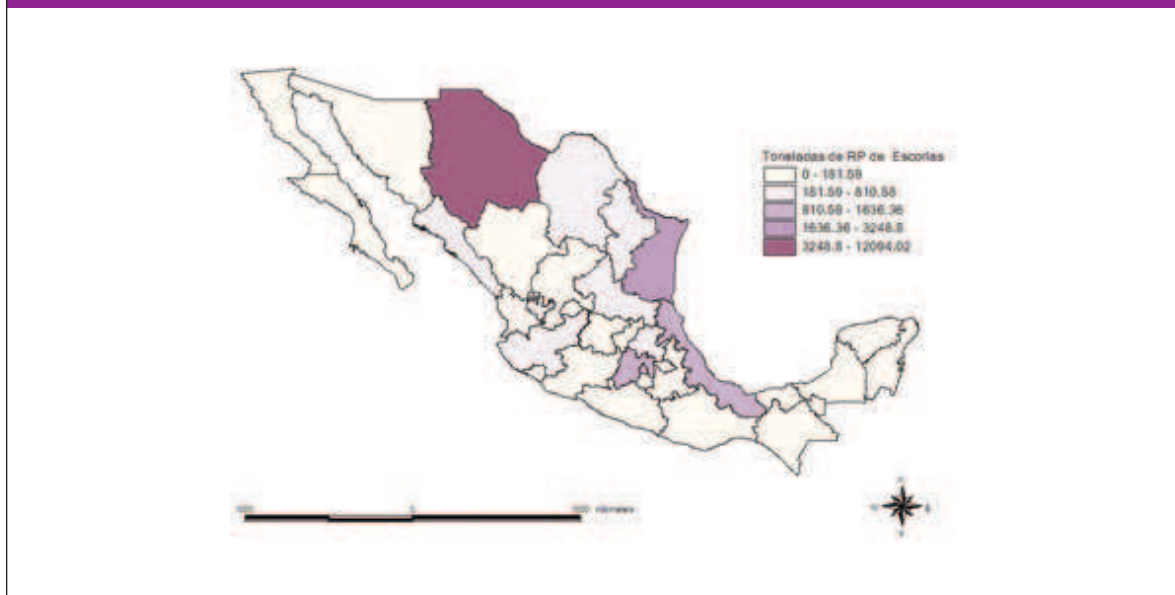 Toneladas de RP de Escorias
0 - 181.59
181.59 - 810.58
810.58 - 1636.36
1636.36 - 3248.8
3248.8 - 12094.02